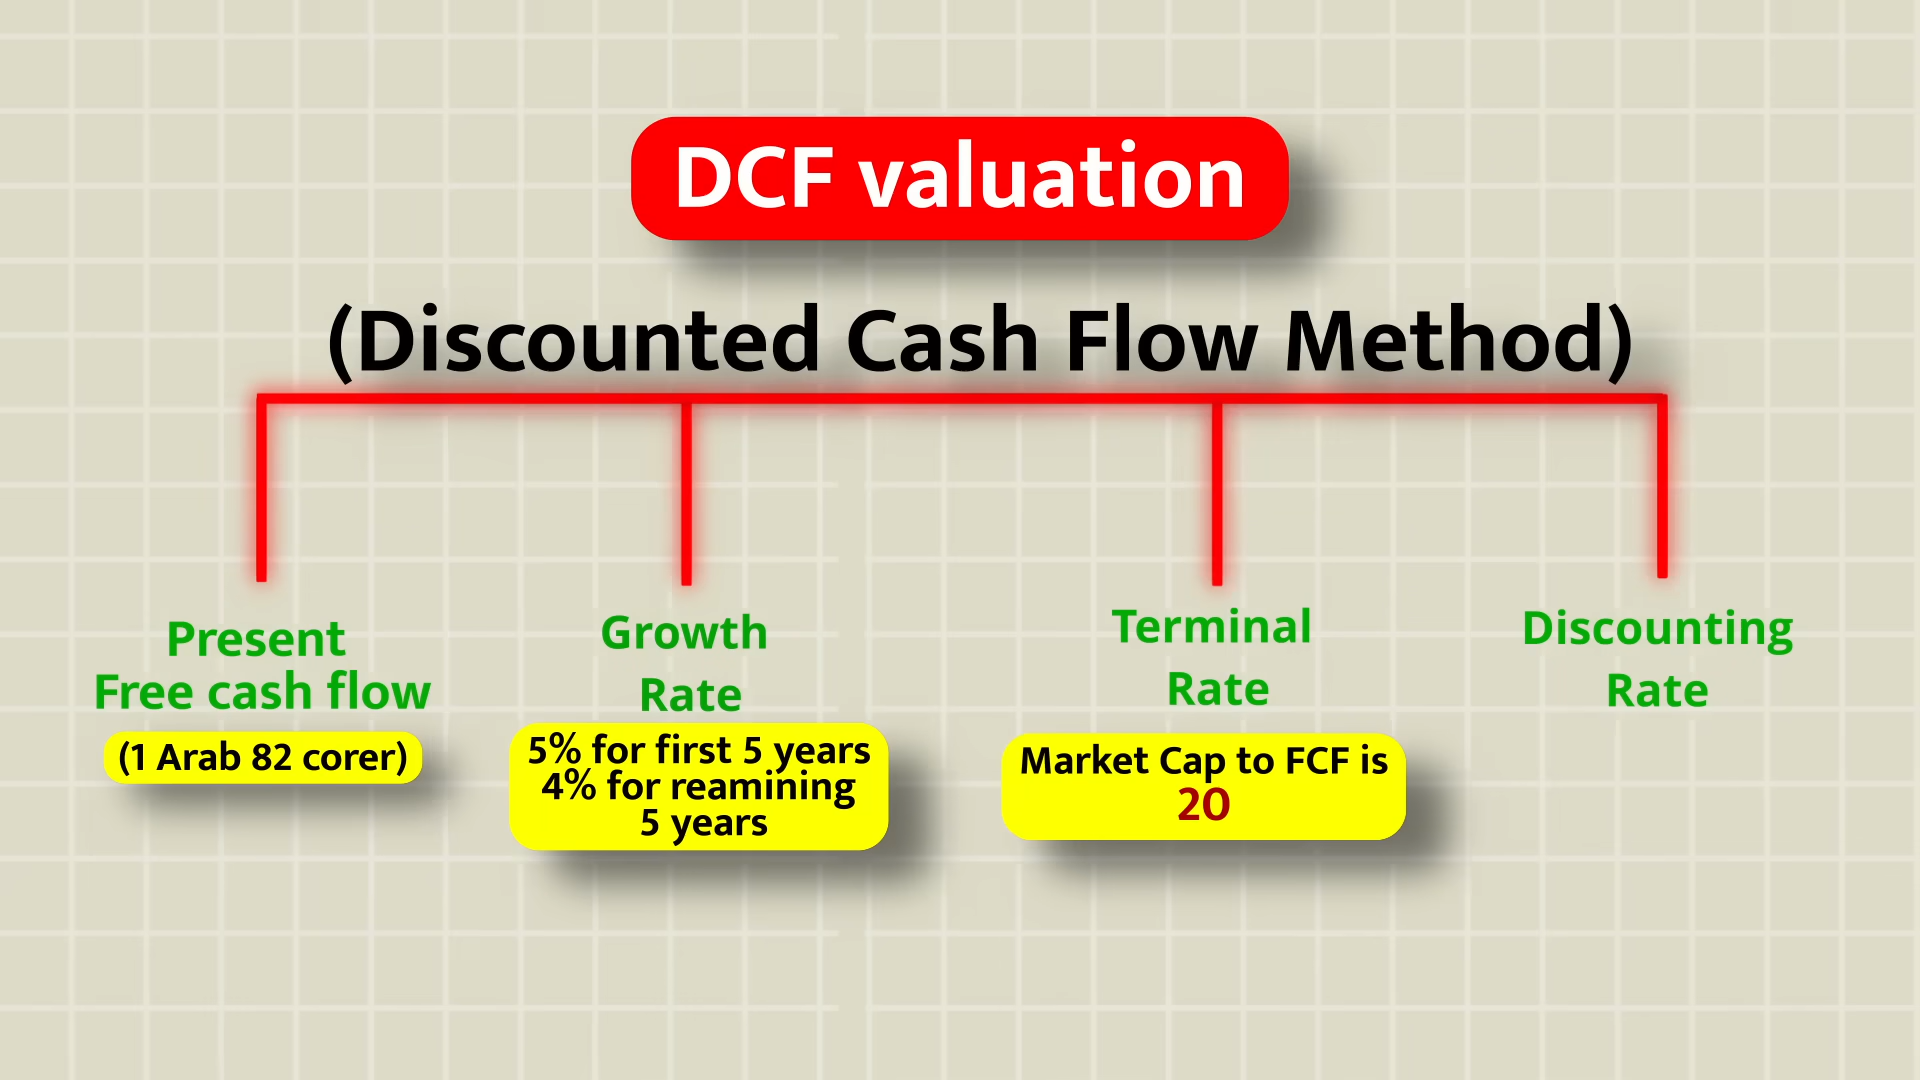 DCF valuation
(Discounted Cash Flow Method)
Present
Free cash flow
(1 Arab 82 corer)
Growth
Rate
5% for first 5 years
4% for reamining
5 years
Terminal
Rate
Market Cap to FCF is
20
Discounting
Rate